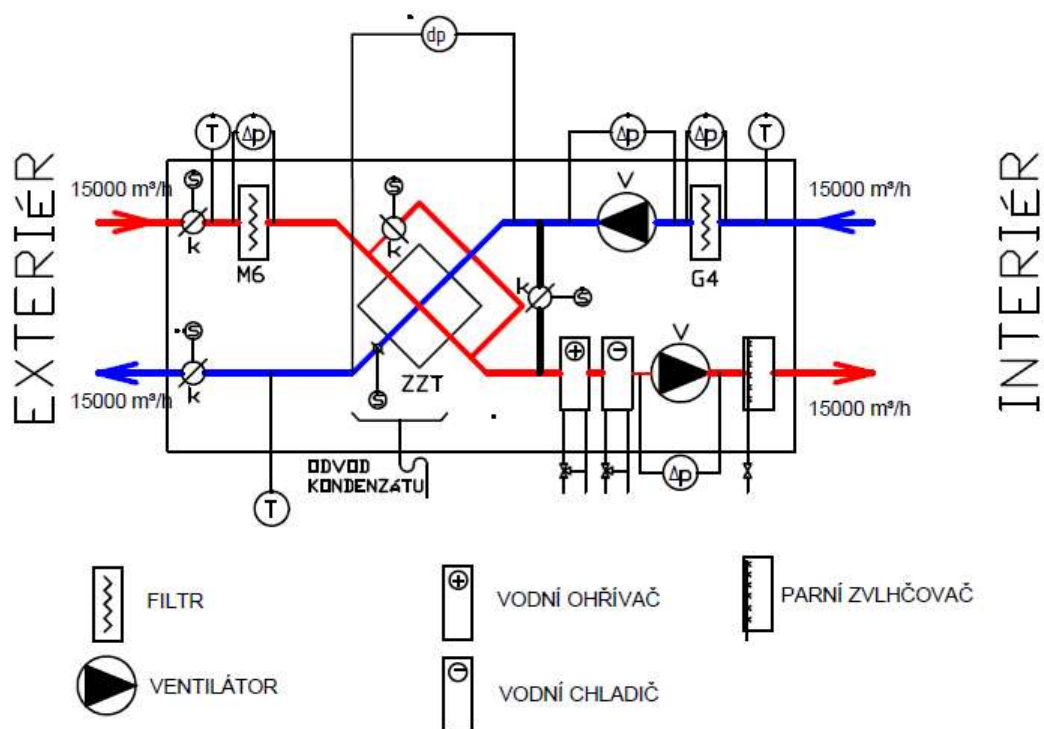 dp
T
Δp
Δp
Δp
T
EXTERIÉR
15000 m³/h
S
k
M6
S
k
V
G4
15000 m³/h
INTERIÉR
k
S
V
S
k
15000 m³/h
ZZT
S
15000 m³/h
ODVOD
KONDENZÁTU
T
Δp
FILTR
VODNÍ OHŘÍVAČ
PARNÍ ZVLHČOVAČ
VENTILÁTOR
VODNÍ CHLADIČ